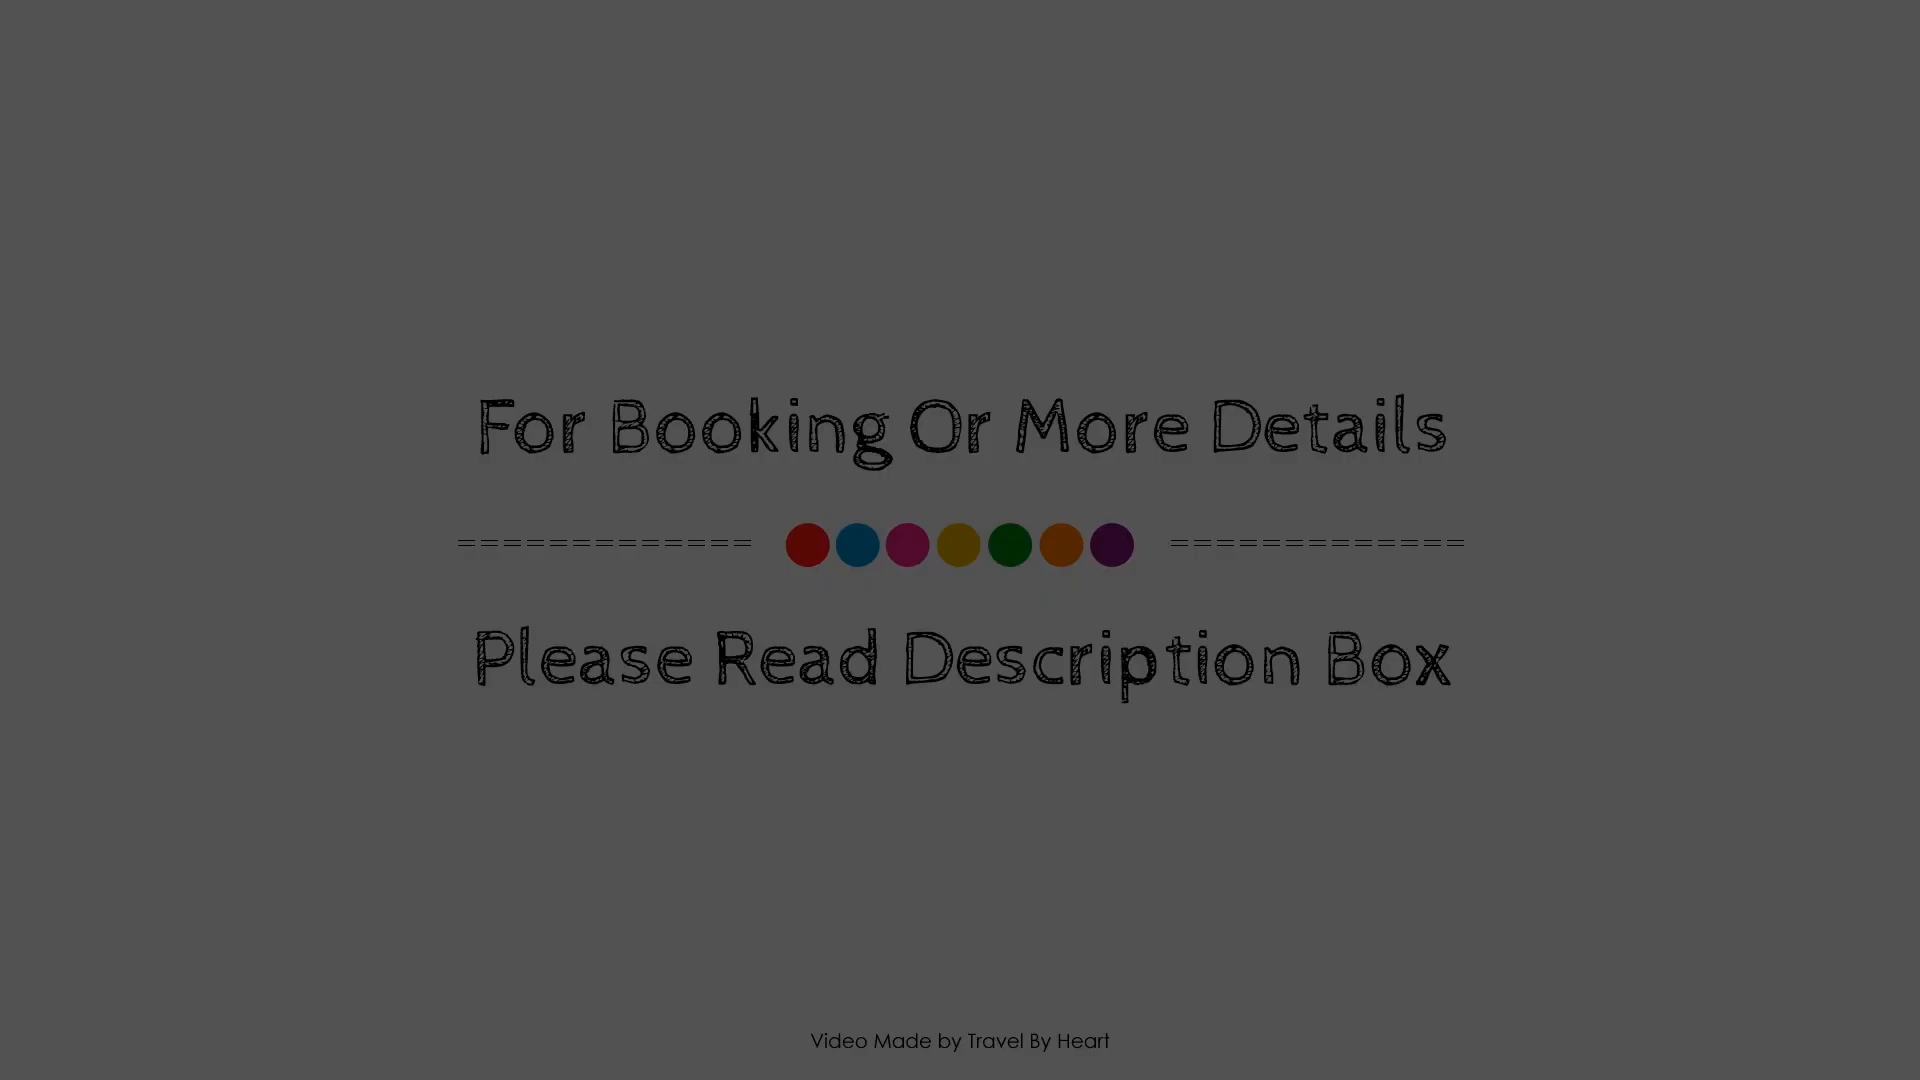 For Booking Or More Details
============= =============
Please Read Description Box
Video Made by Travel By Heart